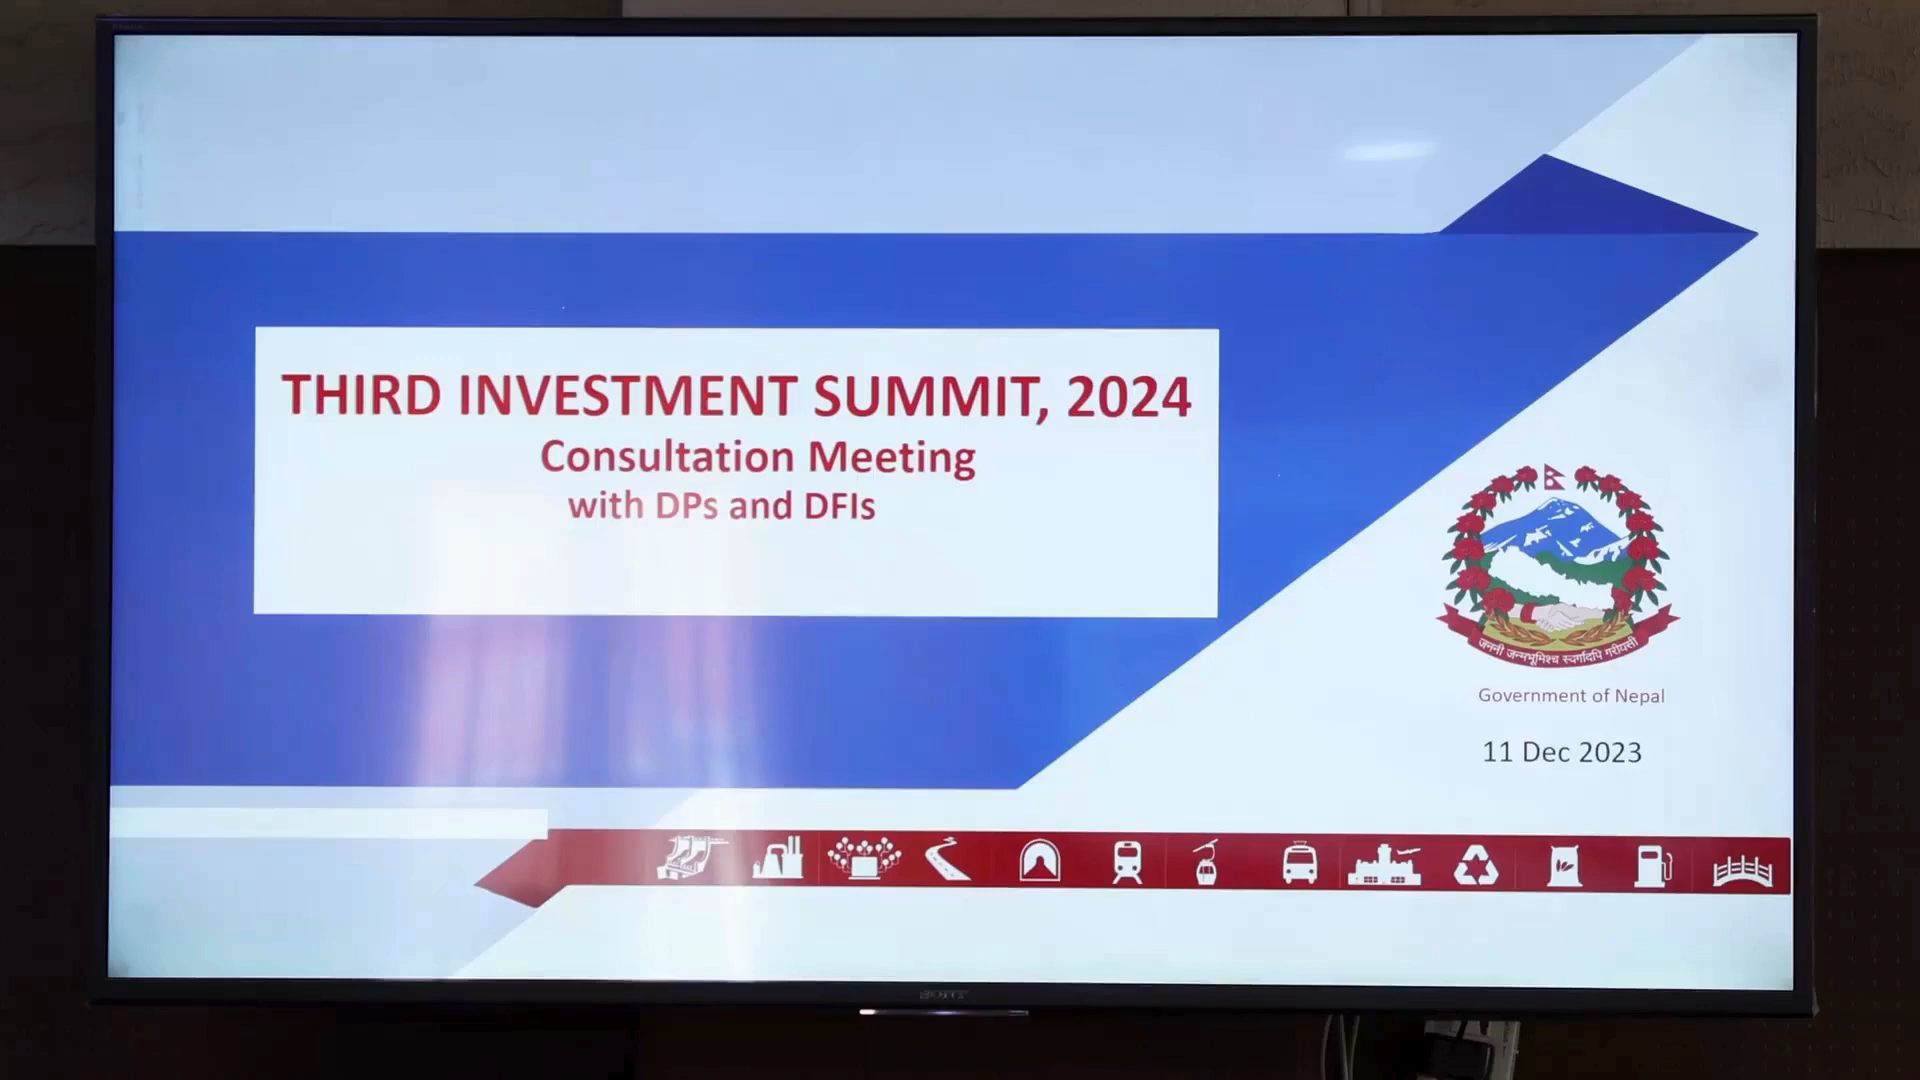 THIRD INVESTMENT SUMMIT, 2024
Consultation Meeting
with DPs and DFIs
जननी जन्मभूमिश्च स्वर्गादपि गरीयसी
Government of Nepal
11 Dec 2023
SONY